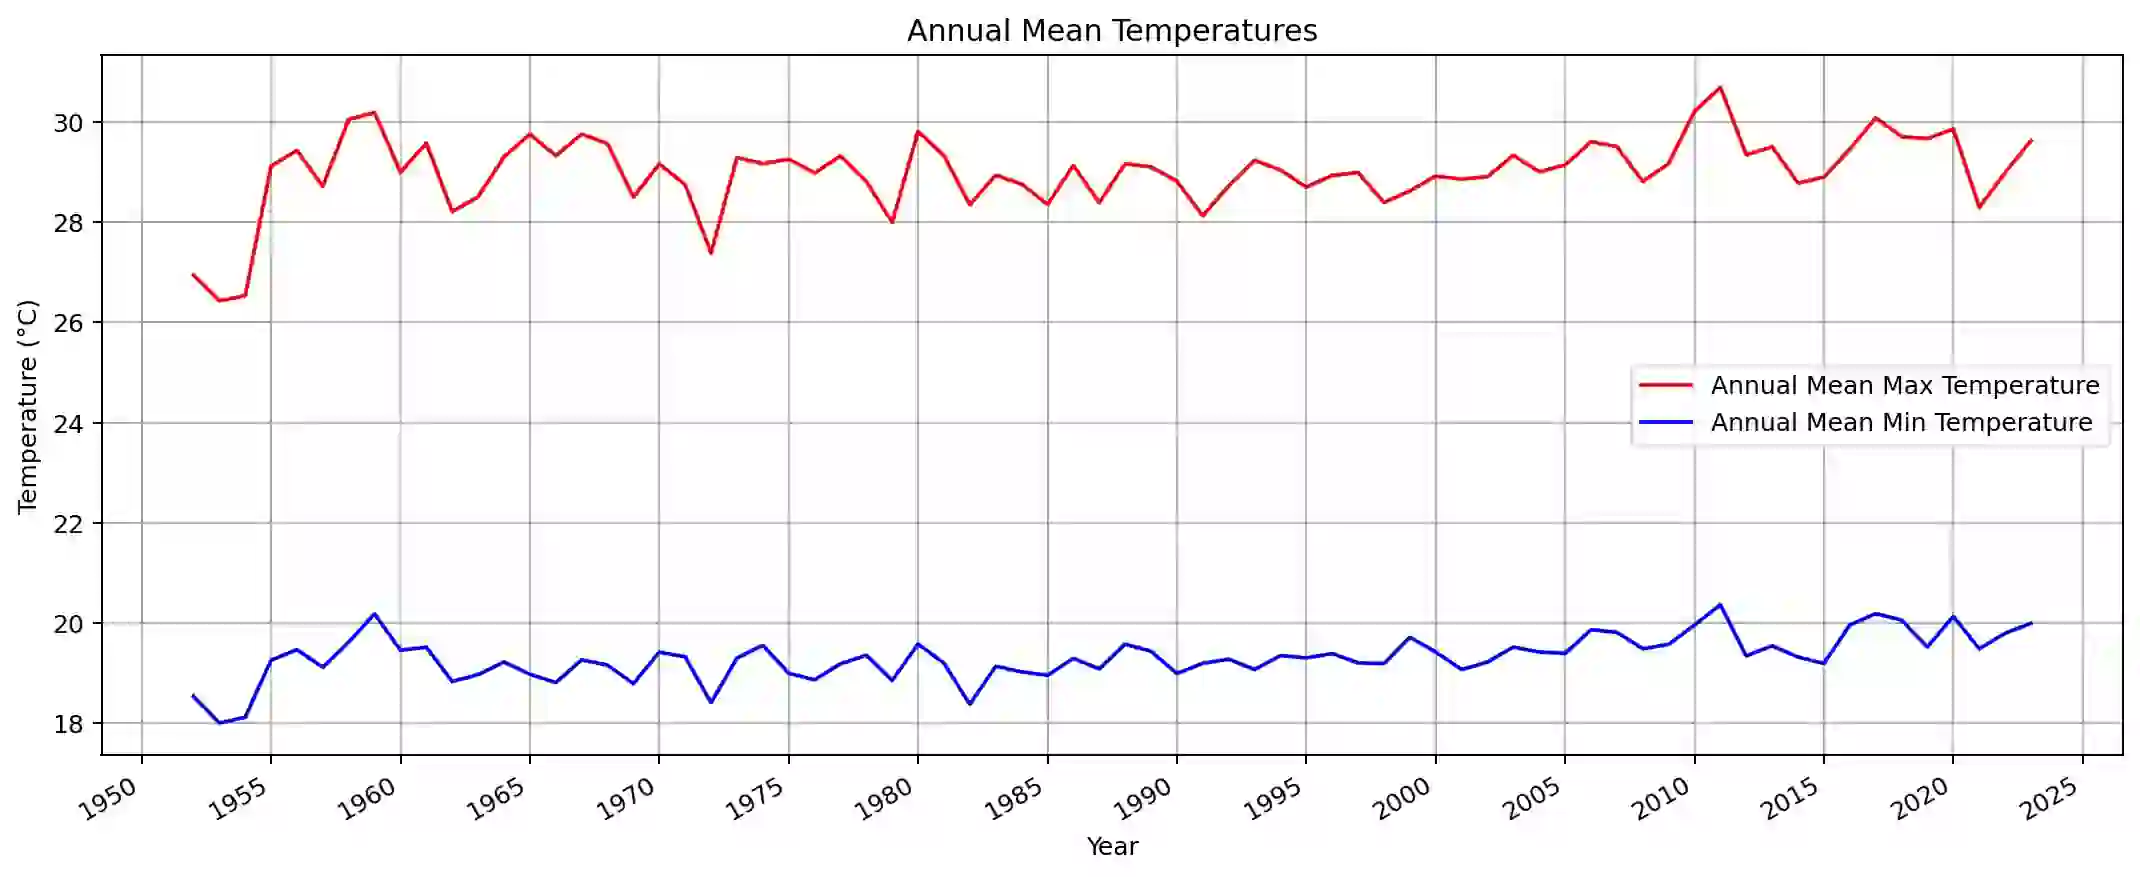 Annual Mean Temperatures
30
28
26
24
22
20
18
Temperature (°C)
Annual Mean Max Temperature
Annual Mean Min Temperature
1950 1955 1960 1965 1970 1975 1980 1985 1990 1995 2000 2005 2010 2015 2020 2025
Year